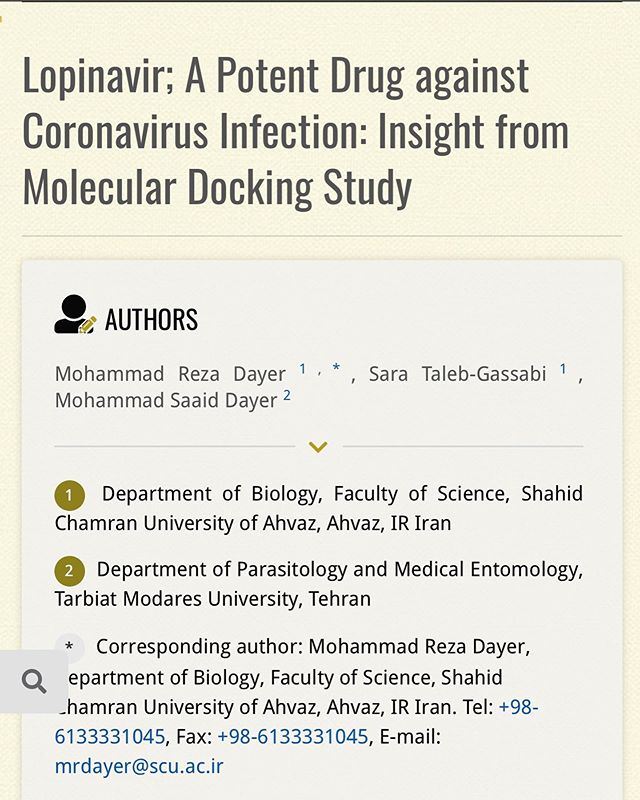 Lopinavir; A Potent Drug against
Coronavirus Infection: Insight from
Molecular Docking Study
AUTHORS
Mohammad Reza Dayer 1 , * , Sara Taleb-Gassabi 1 ,
Mohammad Saaid Dayer 2
1 Department of Biology, Faculty of Science, Shahid
Chamran University of Ahvaz, Ahvaz, IR Iran
2 Department of Parasitology and Medical Entomology,
Tarbiat Modares University, Tehran
* Corresponding author: Mohammad Reza Dayer,
epartment of Biology, Faculty of Science, Shahid
hamran University of Ahvaz, Ahvaz, IR Iran. Tel: +98-
6133331045, Fax: +98-6133331045, E-mail:
mrdayer@scu.ac.ir